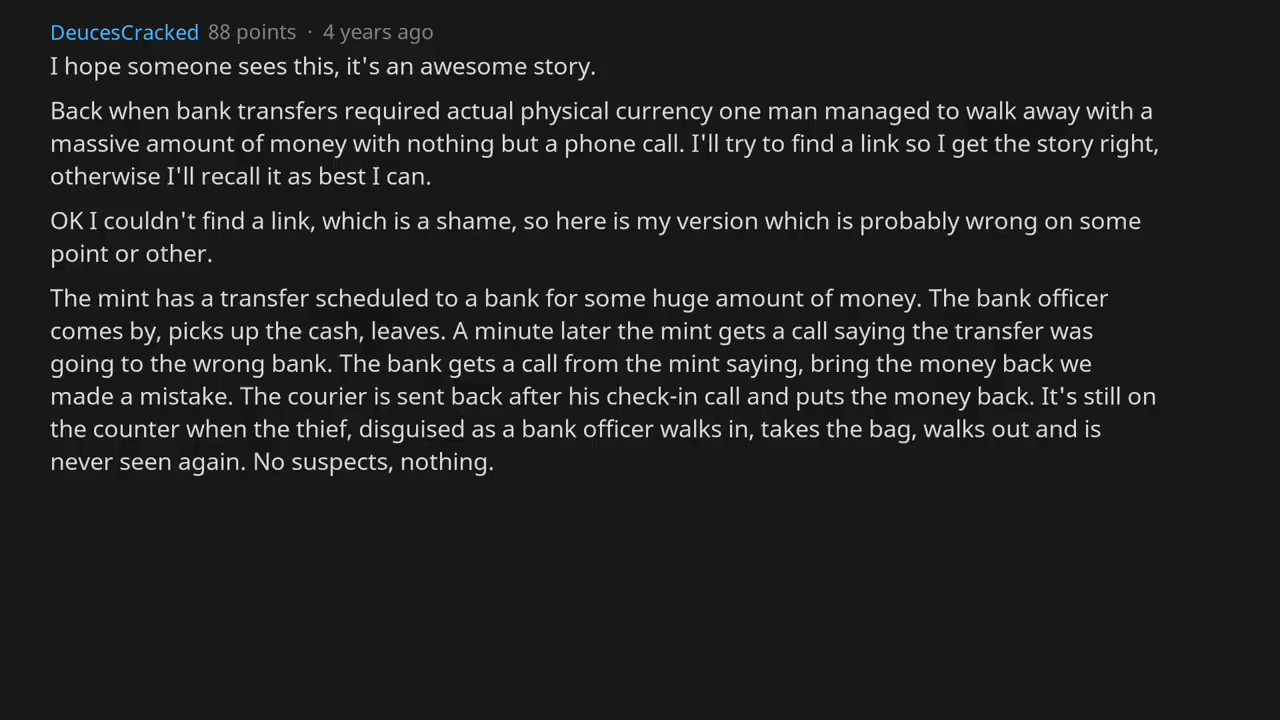 DeucesCracked 88 points · 4 years ago
I hope someone sees this, it's an awesome story.
Back when bank transfers required actual physical currency one man managed to walk away with a
massive amount of money with nothing but a phone call. I'll try to find a link so I get the story right,
otherwise I'll recall it as best I can.
OK I couldn't find a link, which is a shame, so here is my version which is probably wrong on some
point or other.
The mint has a transfer scheduled to a bank for some huge amount of money. The bank officer
comes by, picks up the cash, leaves. A minute later the mint gets a call saying the transfer was
going to the wrong bank. The bank gets a call from the mint saying, bring the money back we
made a mistake. The courier is sent back after his check-in call and puts the money back. It's still on
the counter when the thief, disguised as a bank officer walks in, takes the bag, walks out and is
never seen again. No suspects, nothing.